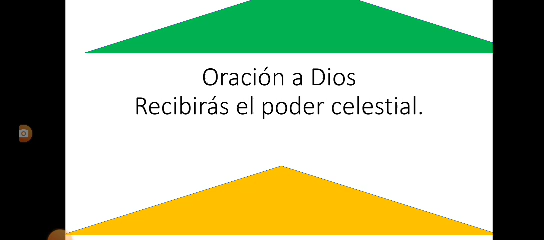 Oración a Dios
Recibirás el poder celestial.